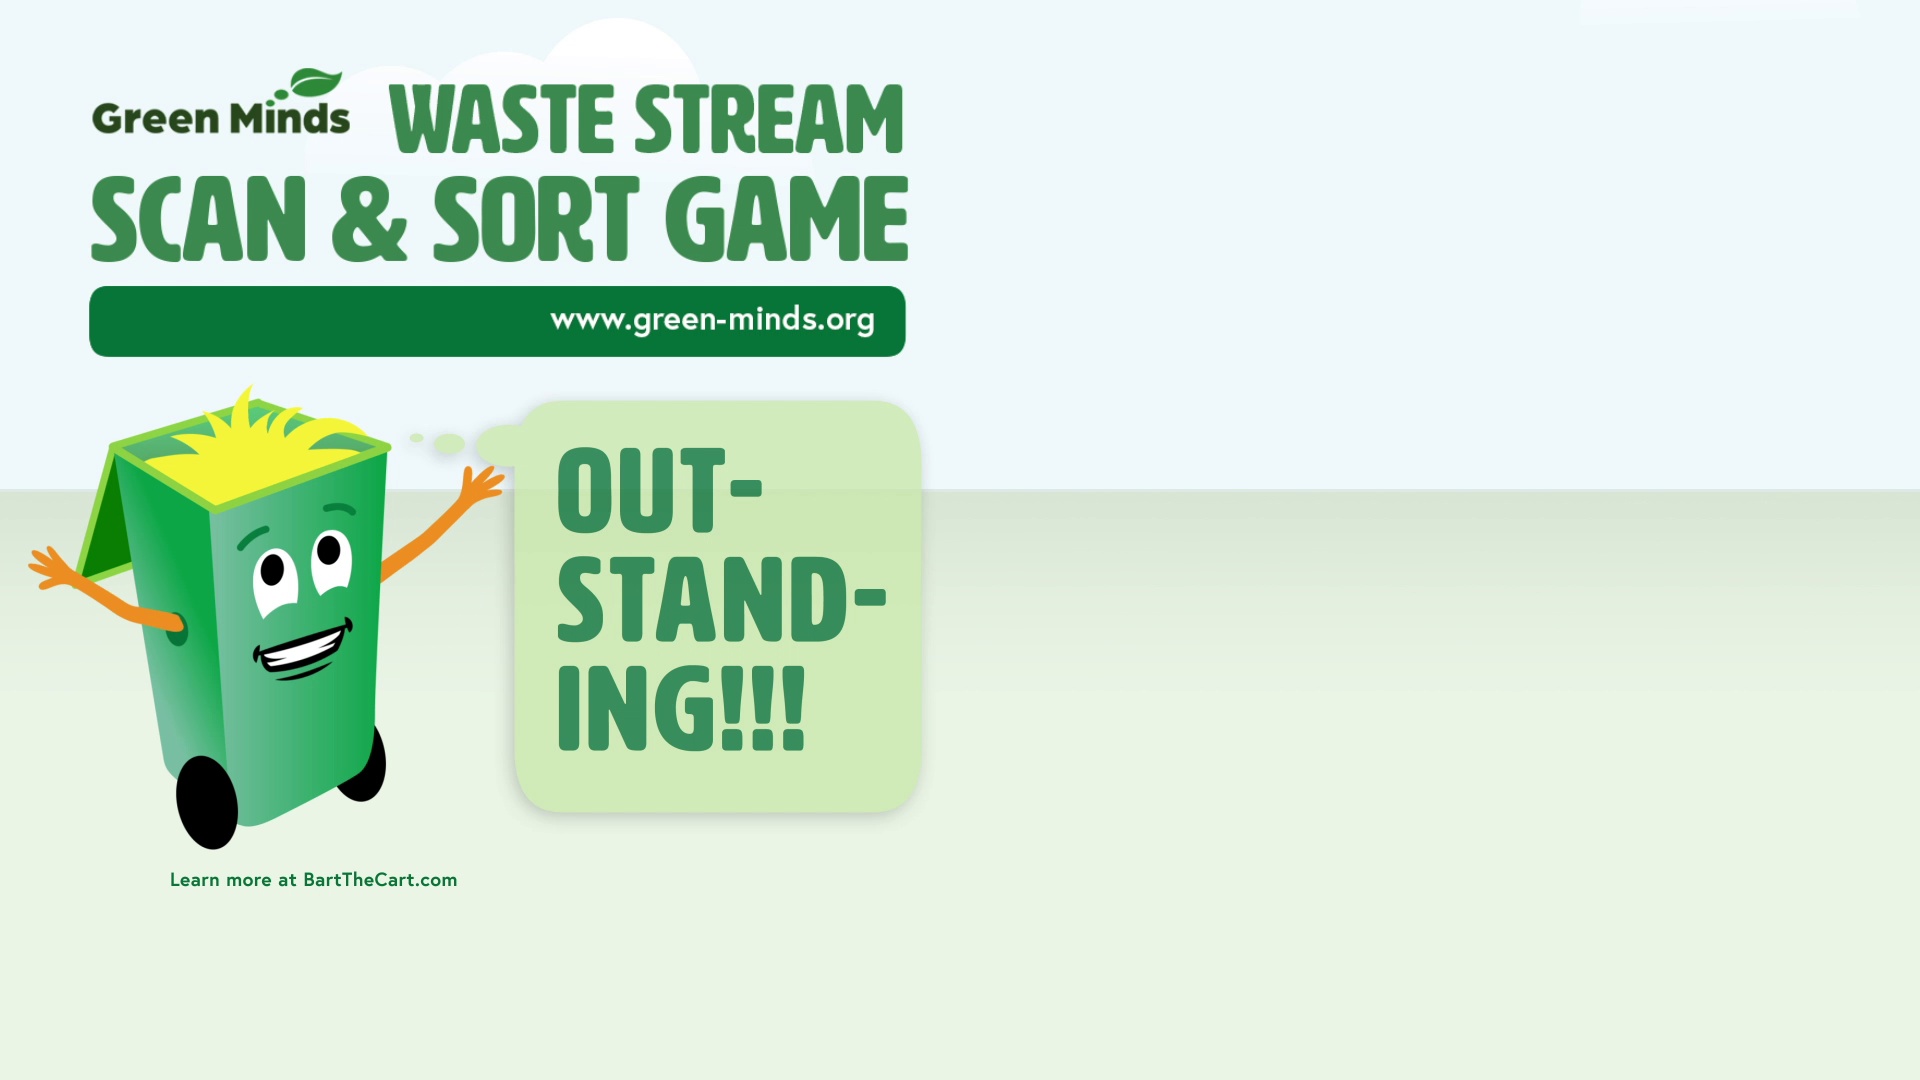 Green Minds WASTE STREAM
SCAN & SORT GAME
www.green-minds.org
OUT-
STAND-
ING!!!
Learn more at BartTheCart.com